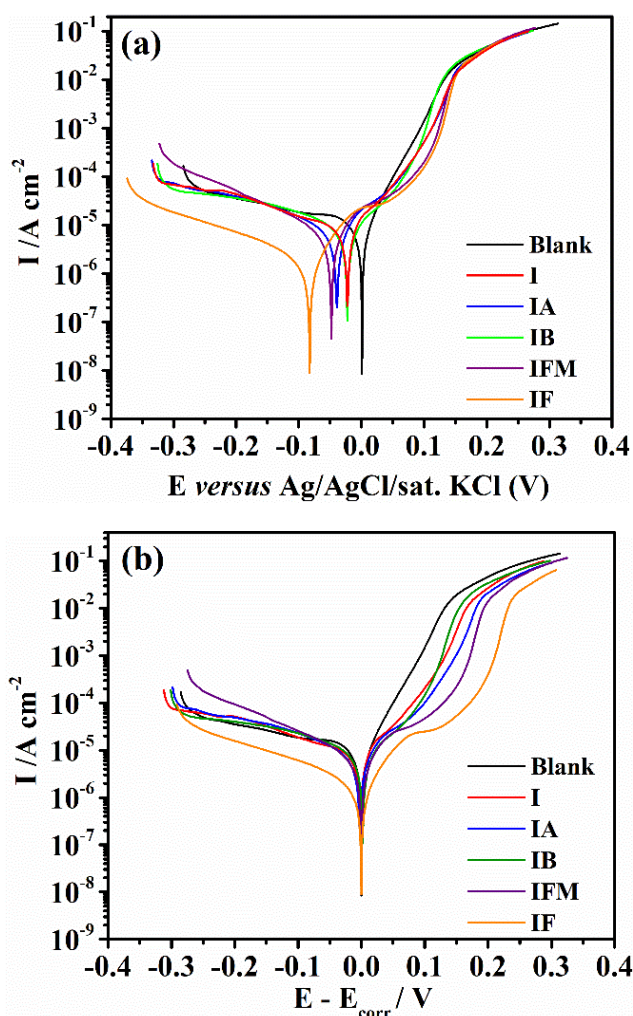 (a)
I /A cm⁻²
10⁻¹
10⁻²
10⁻³
10⁻⁴
10⁻⁵
10⁻⁶
10⁻⁷
10⁻⁸
10⁻⁹
Blank
I
IA
IB
IFM
IF
-0.4 -0.3 -0.2 -0.1 0.0 0.1 0.2 0.3 0.4
E versus Ag/AgCl/sat. KCl (V)
(b)
I /A cm⁻²
10⁻¹
10⁻²
10⁻³
10⁻⁴
10⁻⁵
10⁻⁶
10⁻⁷
10⁻⁸
10⁻⁹
Blank
I
IA
IB
IFM
IF
-0.4 -0.3 -0.2 -0.1 0.0 0.1 0.2 0.3 0.4
E - E_corr / V